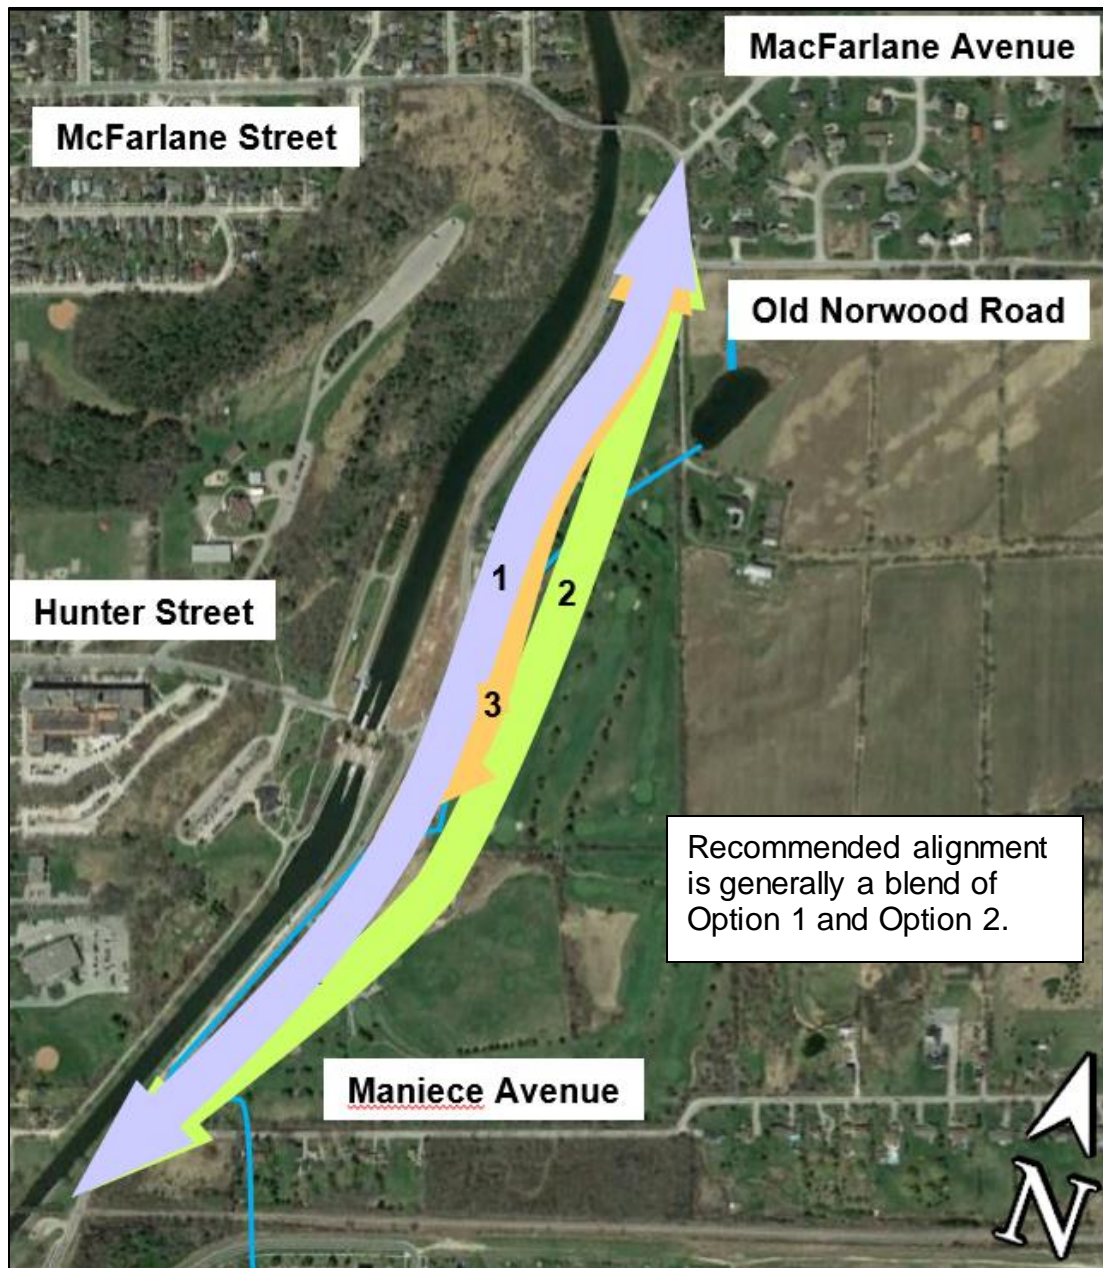 MacFarlane Avenue
McFarlane Street
Old Norwood Road
1
2
Hunter Street
3
Recommended alignment
is generally a blend of
Option 1 and Option 2.
Maniece Avenue
N